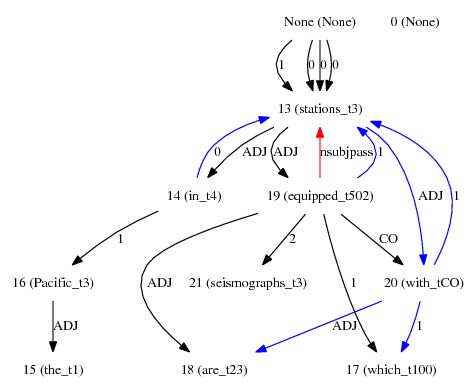 None (None) 0 (None)
1 0 0 0
13 (stations_t3)
0 ADJ ADJ nsubjpass 1 ADJ 1
14 (in_t4) 19 (equipped_t502)
1 2 CO
16 (Pacific_t3) ADJ 21 (seismographs_t3) 1 20 (with_tCO)
ADJ ADJ 1
15 (the_t1) 18 (are_t23) 17 (which_t100)